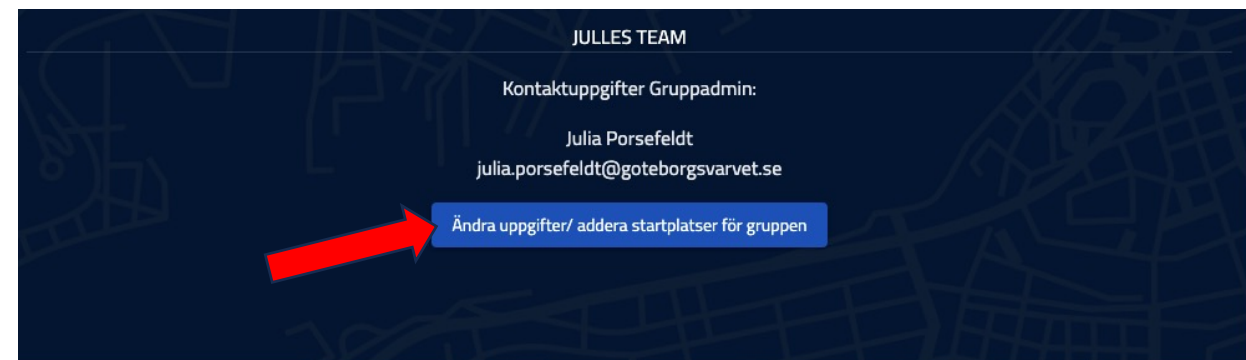 JULLES TEAM
Kontaktuppgifter Gruppadmin:
Julia Porsefeldt
julia.porsefeldt@goteborgsvarvet.se
Ändra uppgifter/ addera startplatser för gruppen